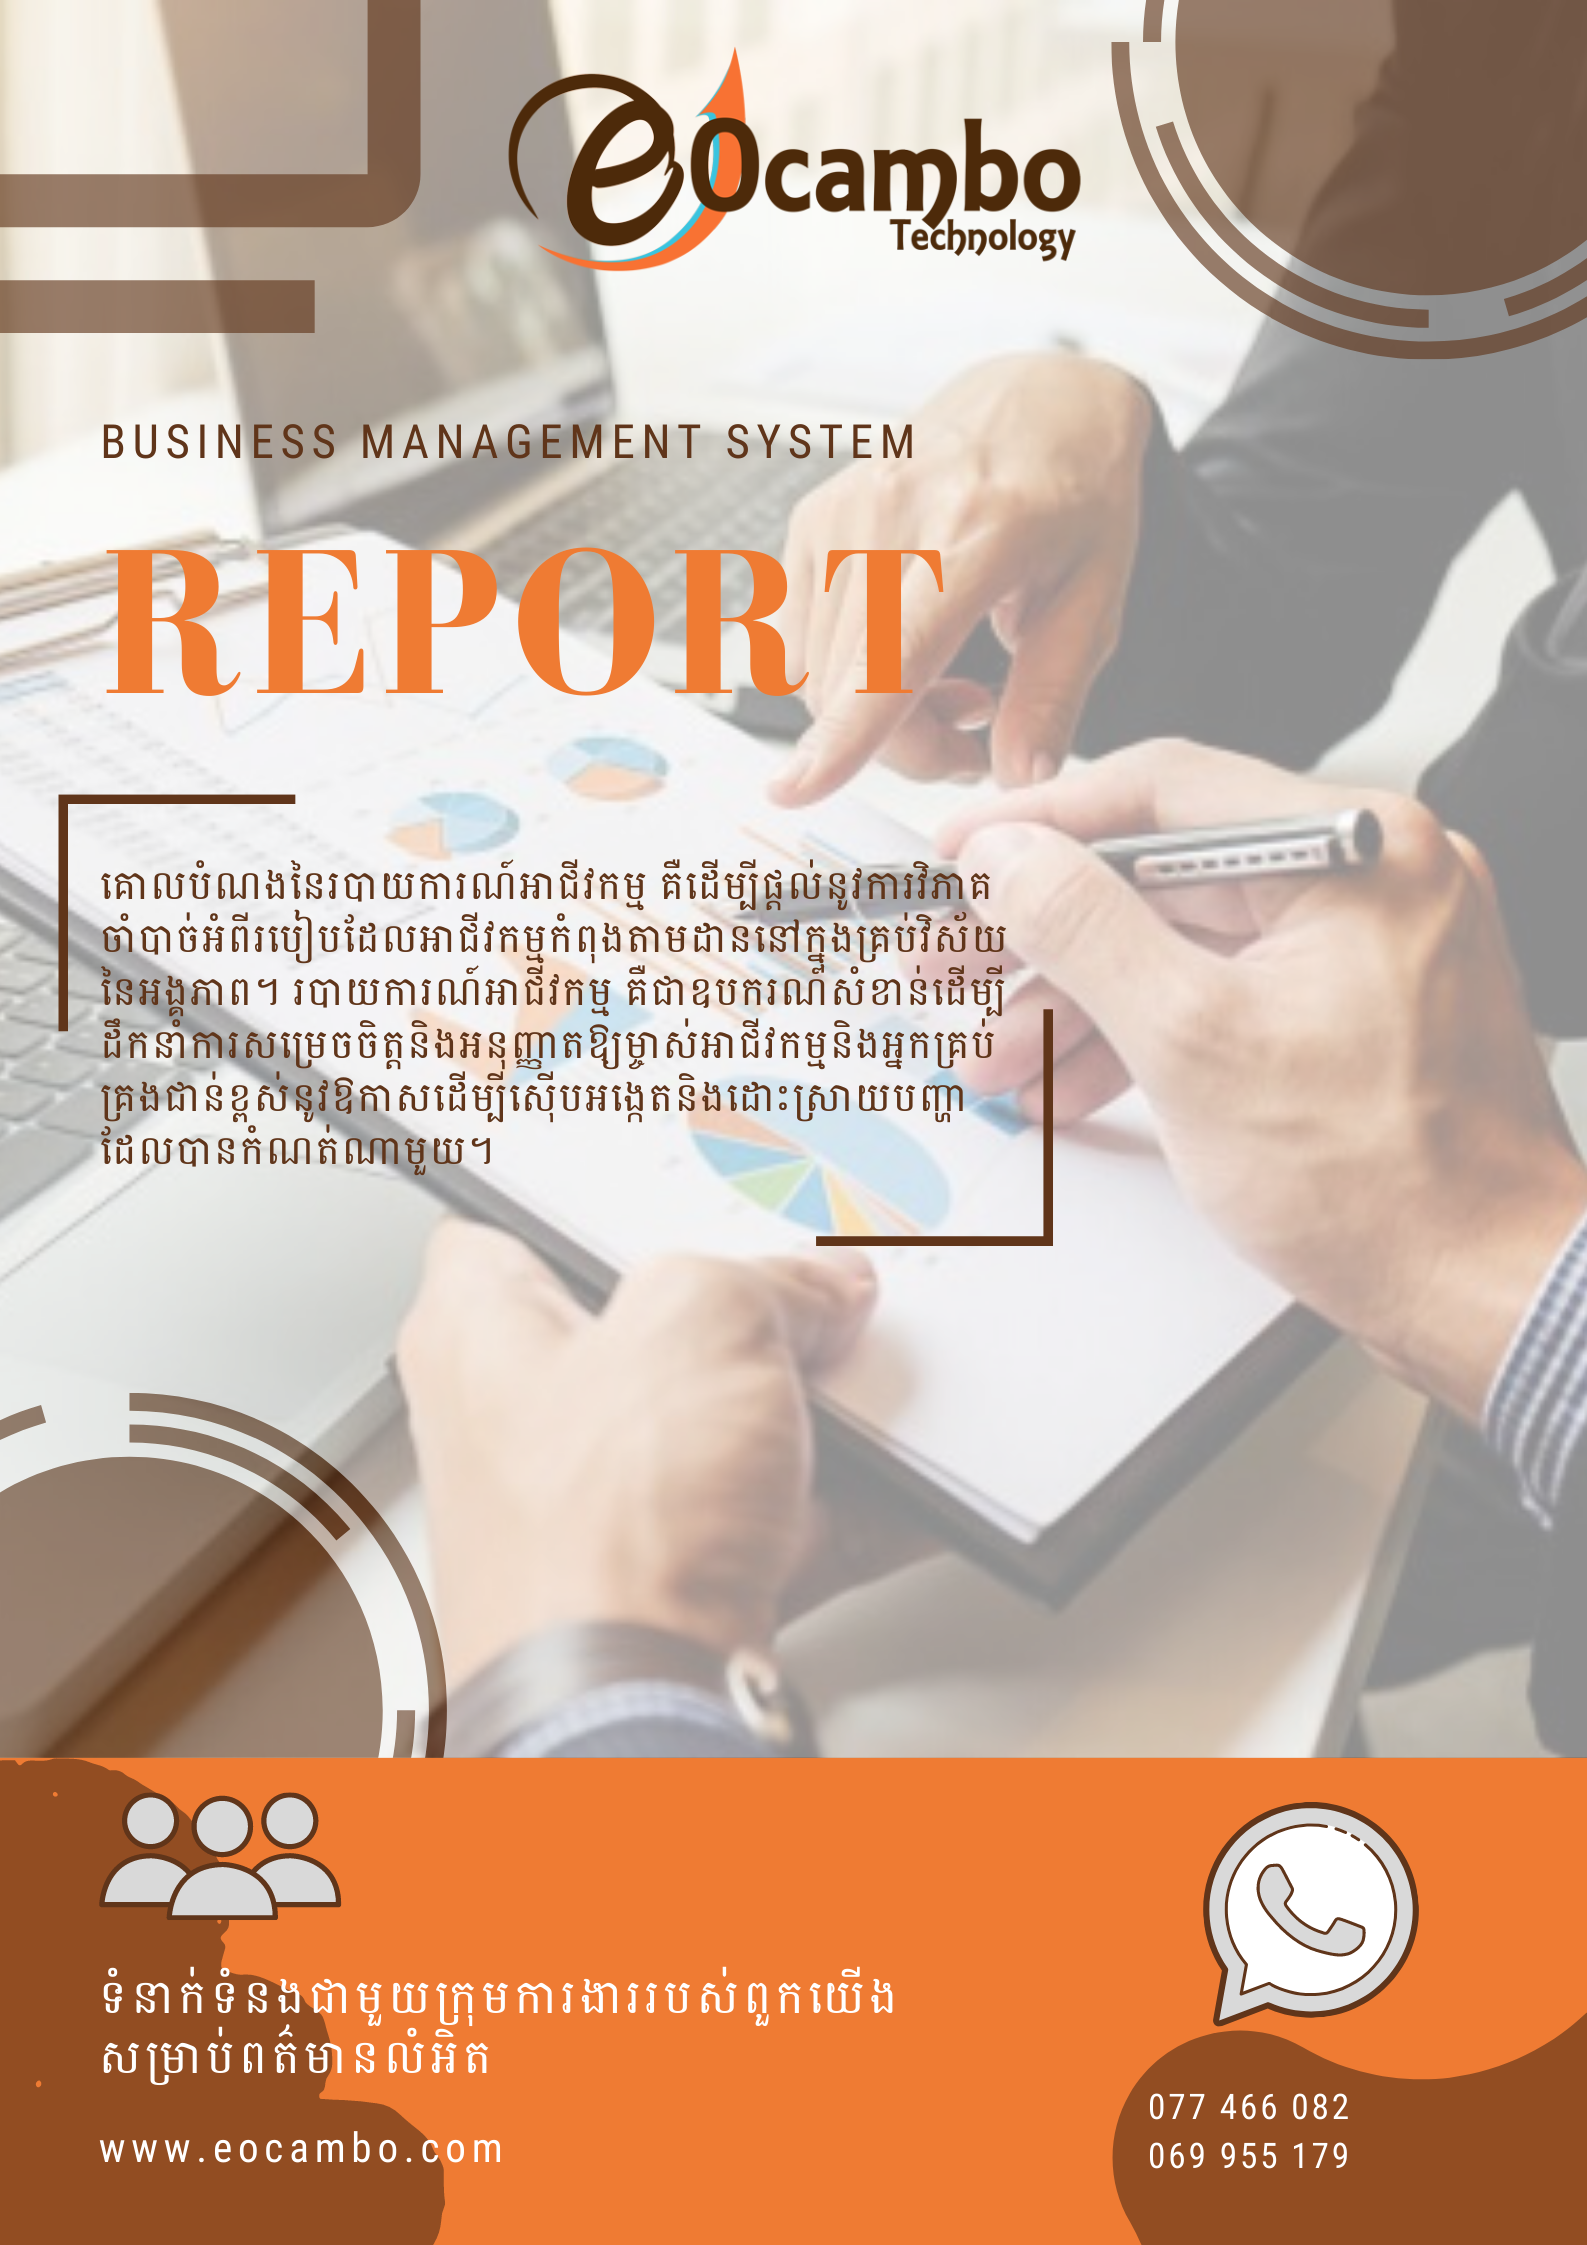 eOcambo
Technology
BUSINESS MANAGEMENT SYSTEM
REPORT
គោលបំណងនៃរបាយការណ៍អាជីវកម្ម គឺដើម្បីផ្តល់នូវការវិភាគ
ចាំបាច់អំពីរបៀបដែលអាជីវកម្មកំពុងតាមដាននៅក្នុងគ្រប់វិស័យ
នៃអង្គភាព។ របាយការណ៍អាជីវកម្ម គឺជាឧបករណ៍សំខាន់ដើម្បី
ដឹកនាំការសម្រេចចិត្តនិងអនុញ្ញាតឱ្យម្ចាស់អាជីវកម្មនិងអ្នកគ្រប់
គ្រងជាន់ខ្ពស់នូវឱកាសដើម្បីស៊ើបអង្កេតនិងដោះស្រាយបញ្ហា
ដែលបានកំណត់ណាមួយ។
ទំនាក់ទំនងជាមួយក្រុមការងាររបស់ពួកយើង
សម្រាប់ពត៌មានលំអិត
www.eocambo.com
077 466 082
069 955 179